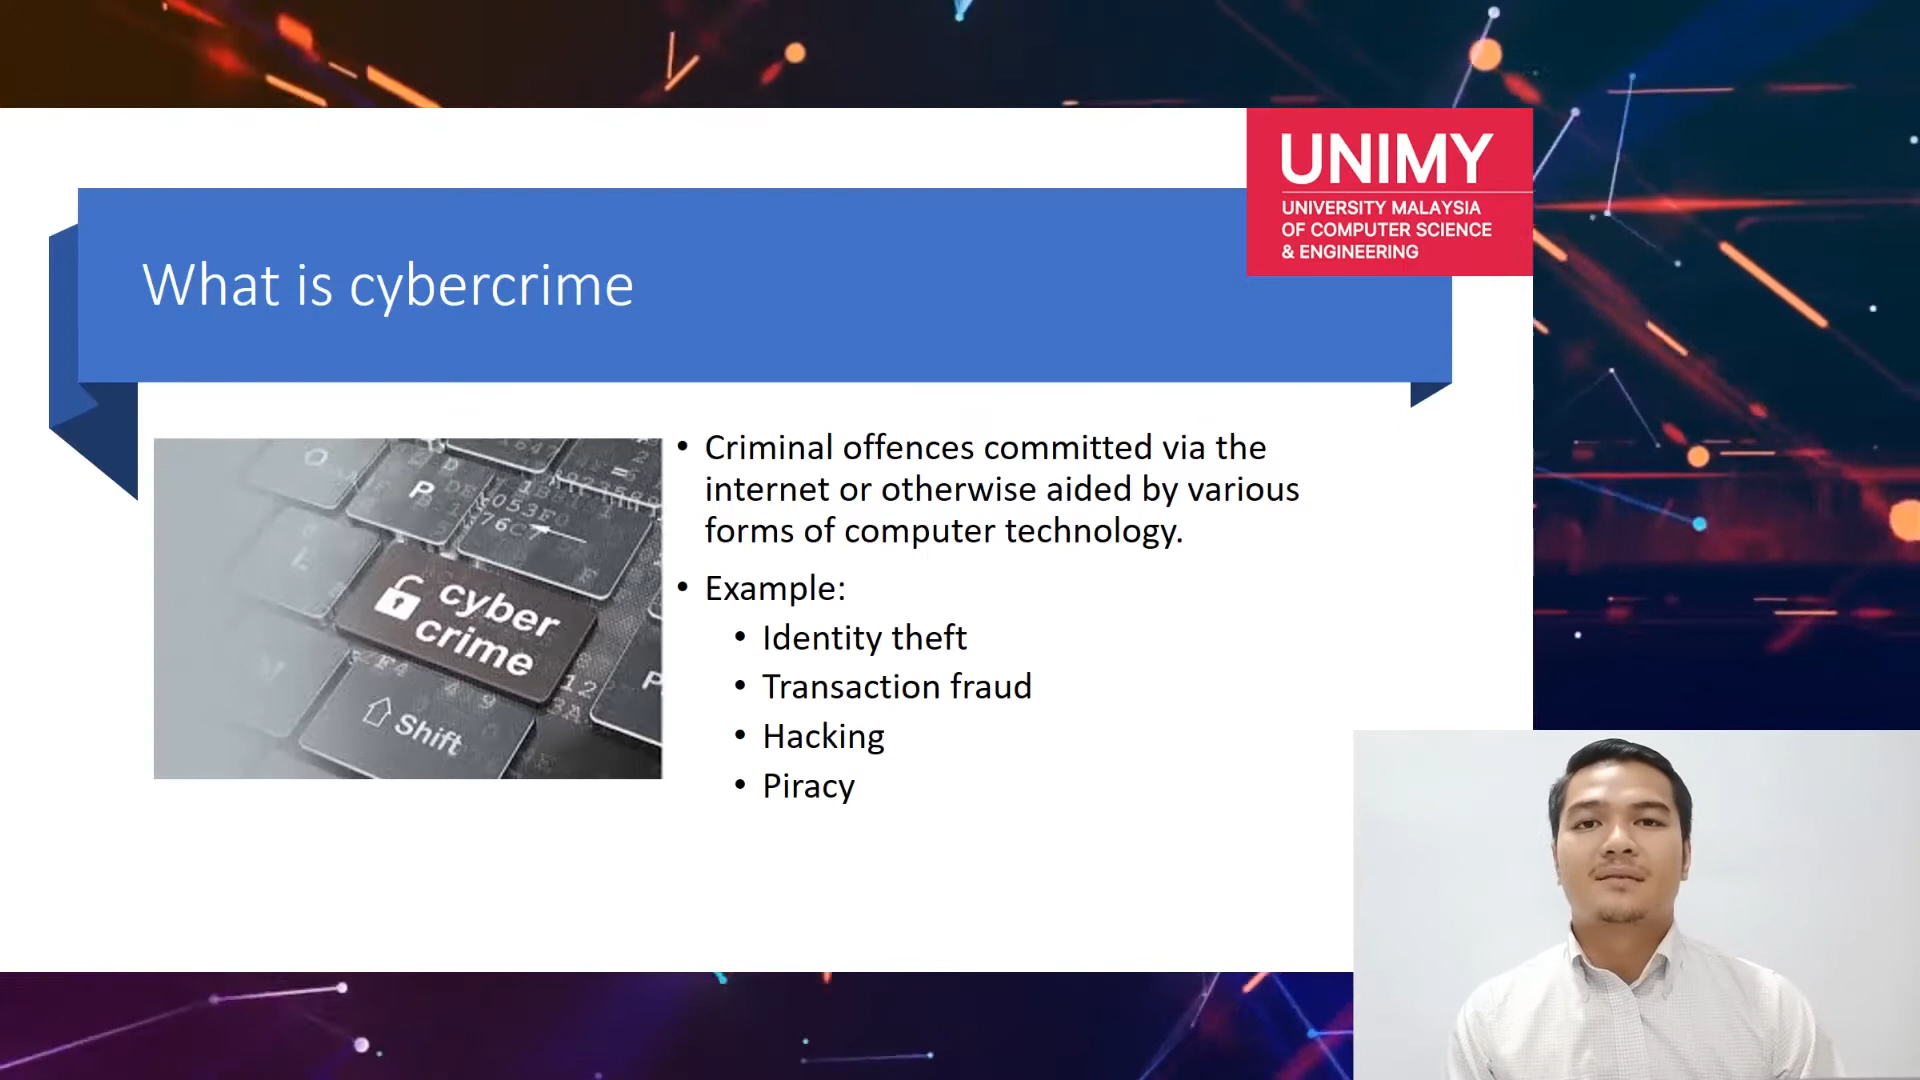 UNIMY
UNIVERSITY MALAYSIA
OF COMPUTER SCIENCE
& ENGINEERING
What is cybercrime
• Criminal offences committed via the
internet or otherwise aided by various
forms of computer technology.
• Example:
• Identity theft
• Transaction fraud
• Hacking
• Piracy
O
P
L
cyber
crime
Shift